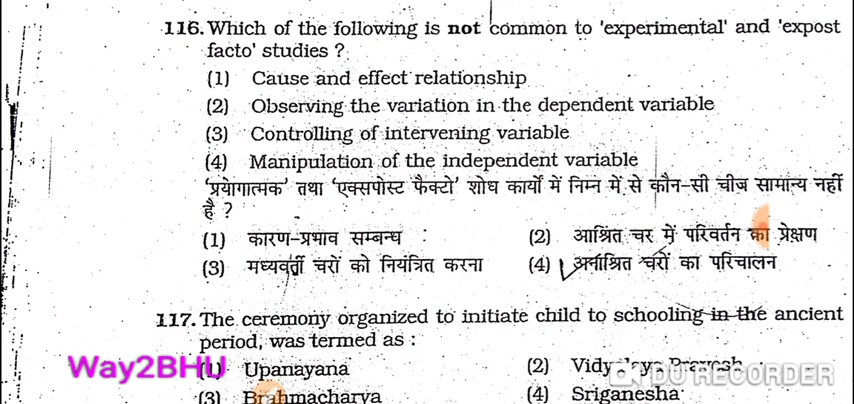 116. Which of the following is not common to 'experimental' and 'expost
facto' studies ?
(1) Cause and effect relationship
(2) Observing the variation in the dependent variable
(3) Controlling of intervening variable
(4) Manipulation of the independent variable
'प्रयोगात्मक' तथा 'एक्सपोस्ट फैक्टो' शोध कार्यों में निम्न में से कौन-सी चीज सामान्य नहीं
है ?
(1) कारण-प्रभाव सम्बन्ध (2) आश्रित चर में परिवर्तन का प्रेक्षण
(3) मध्यवर्ती चरों को नियंत्रित करना (4) अनाश्रित चरों का परिचालन
117. The ceremony organized to initiate child to schooling in the ancient
period, was termed as :
Way2BHU
(1) Upanayana (2) Vidyalaya Pravesh
DU RECORDER
(3) Brahmacharya (4) Sriganesha